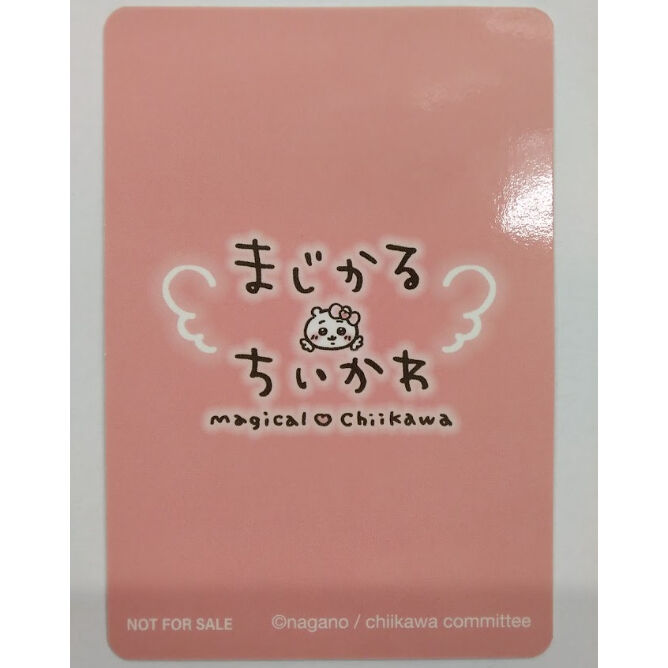 まじかる
ちいかわ
magical♡Chiikawa
NOT FOR SALE ©nagano / chiikawa committee